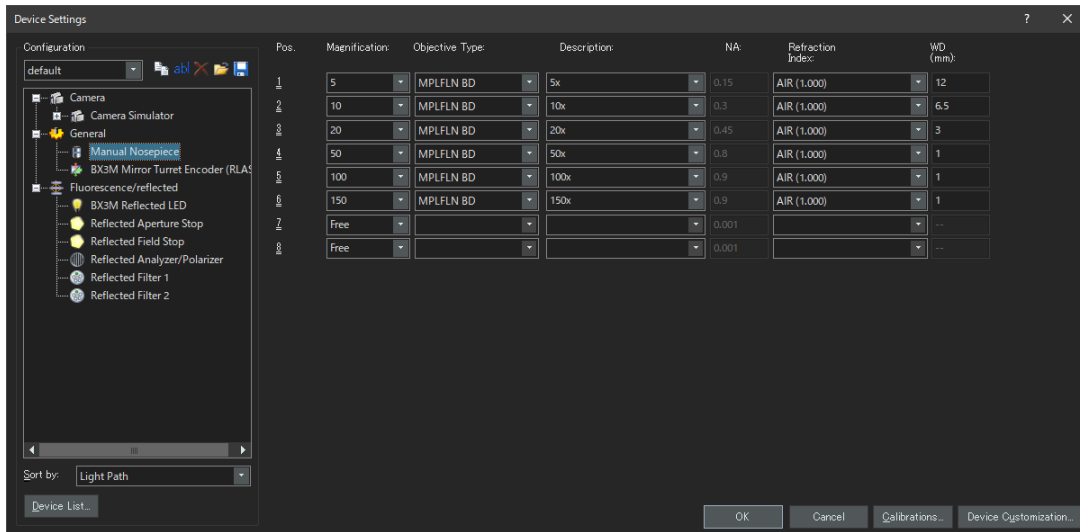 Device Settings
? ✕
Configuration
default
abl
Camera
Camera Simulator
General
Manual Nosepiece
BX3M Mirror Turret Encoder (RLAS
Fluorescence/reflected
BX3M Reflected LED
Reflected Aperture Stop
Reflected Field Stop
Reflected Analyzer/Polarizer
Reflected Filter 1
Reflected Filter 2
Sort by: Light Path
Device List...
Pos. Magnification: Objective Type: Description: NA: Refraction Index: WD (mm):
1 5 MPLFLN BD 5x 0.15 AIR (1.000) 12
2 10 MPLFLN BD 10x 0.3 AIR (1.000) 6.5
3 20 MPLFLN BD 20x 0.45 AIR (1.000) 3
4 50 MPLFLN BD 50x 0.8 AIR (1.000) 1
5 100 MPLFLN BD 100x 0.9 AIR (1.000) 1
6 150 MPLFLN BD 150x 0.9 AIR (1.000) 1
7 Free 0.001 --
8 Free 0.001 --
OK Cancel Calibrations... Device Customization...